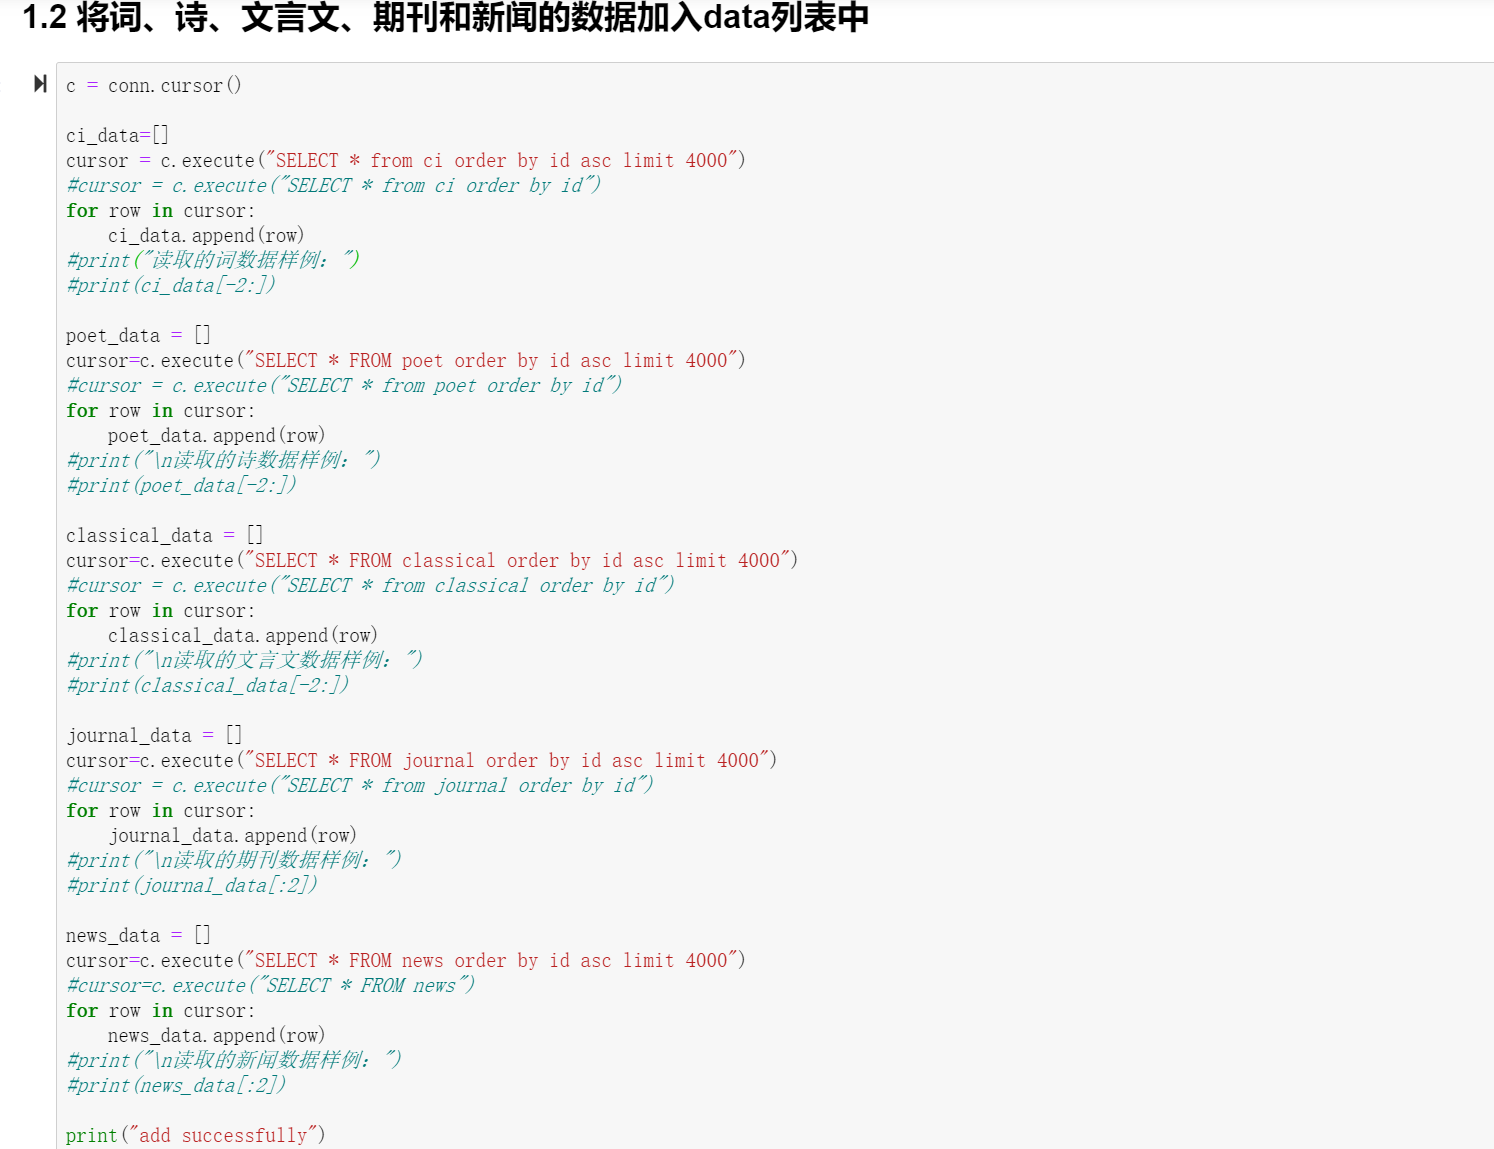 1.2 将词、诗、文言文、期刊和新闻的数据加入data列表中
c = conn.cursor()
ci_data=[]
cursor = c.execute("SELECT * from ci order by id asc limit 4000")
#cursor = c.execute("SELECT * from ci order by id")
for row in cursor:
    ci_data.append(row)
#print("读取的词数据样例：")
#print(ci_data[-2:])
poet_data = []
cursor=c.execute("SELECT * FROM poet order by id asc limit 4000")
#cursor = c.execute("SELECT * from poet order by id")
for row in cursor:
    poet_data.append(row)
#print("\n读取的诗数据样例：")
#print(poet_data[-2:])
classical_data = []
cursor=c.execute("SELECT * FROM classical order by id asc limit 4000")
#cursor = c.execute("SELECT * from classical order by id")
for row in cursor:
    classical_data.append(row)
#print("\n读取的文言文数据样例：")
#print(classical_data[-2:])
journal_data = []
cursor=c.execute("SELECT * FROM journal order by id asc limit 4000")
#cursor = c.execute("SELECT * from journal order by id")
for row in cursor:
    journal_data.append(row)
#print("\n读取的期刊数据样例：")
#print(journal_data[:2])
news_data = []
cursor=c.execute("SELECT * FROM news order by id asc limit 4000")
#cursor=c.execute("SELECT * FROM news")
for row in cursor:
    news_data.append(row)
#print("\n读取的新闻数据样例：")
#print(news_data[:2])
print("add successfully")